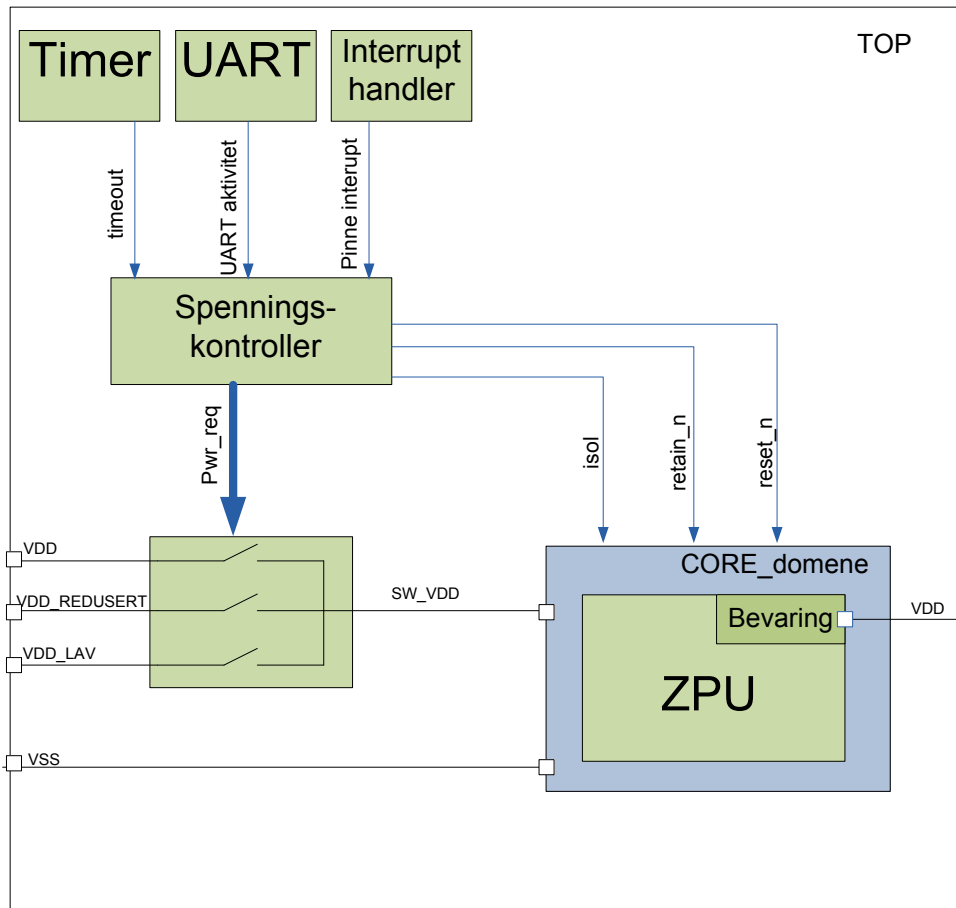 TOP
Timer
UART
Interrupt
handler
timeout
UART aktivitet
Pinne interupt
Spennings-
kontroller
Pwr_req
isol
retain_n
reset_n
VDD
VDD_REDUSERT
VDD_LAV
SW_VDD
VSS
CORE_domene
Bevaring
ZPU
VDD